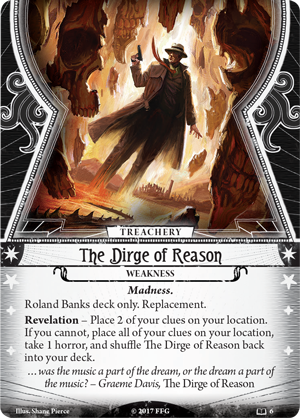 TREACHERY
The Dirge of Reason
WEAKNESS
Madness.
Roland Banks deck only. Replacement.
Revelation – Place 2 of your clues on your location.
If you cannot, place all of your clues on your location,
take 1 horror, and shuffle The Dirge of Reason back
into your deck.
…was the music a part of the dream, or the dream a part of
the music? – Graeme Davis, The Dirge of Reason
Illus. Shang Pierce
© 2017 FFG
6